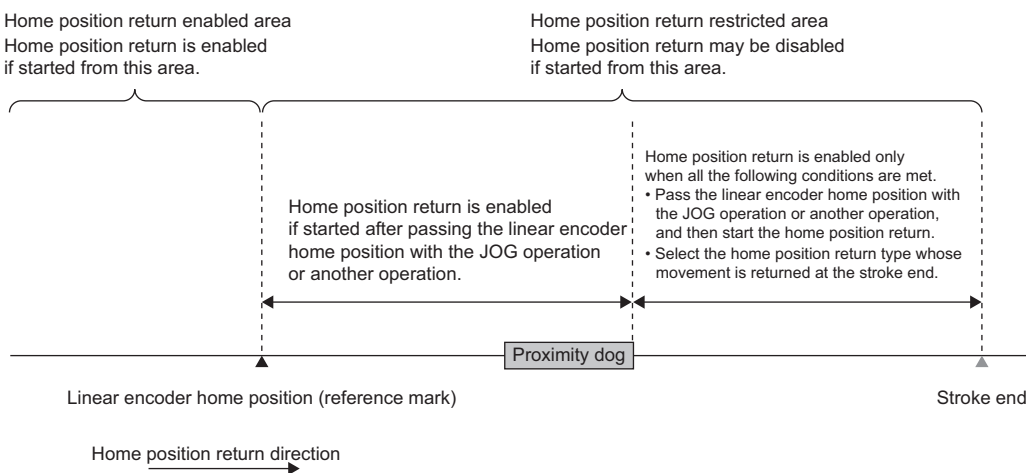 Home position return enabled area
Home position return is enabled
if started from this area.
Home position return restricted area
Home position return may be disabled
if started from this area.
Home position return is enabled
if started after passing the linear encoder
home position with the JOG operation
or another operation.
Home position return is enabled only
when all the following conditions are met.
• Pass the linear encoder home position with
the JOG operation or another operation,
and then start the home position return.
• Select the home position return type whose
movement is returned at the stroke end.
Proximity dog
Linear encoder home position (reference mark)
Stroke end
Home position return direction